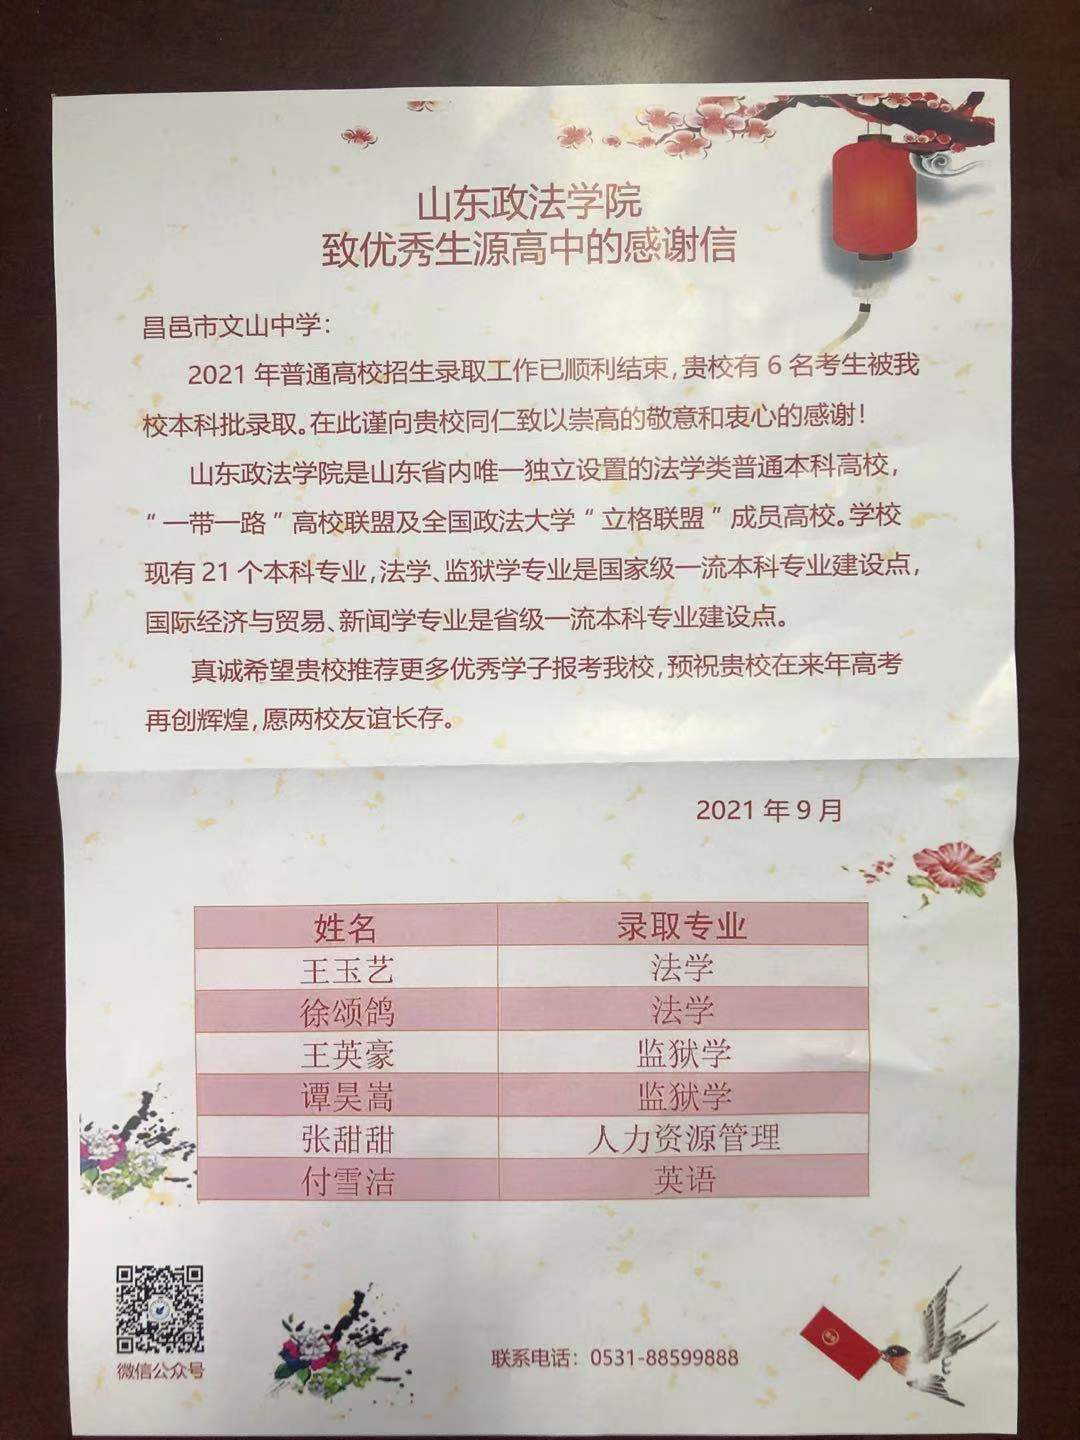 山东政法学院
致优秀生源高中的感谢信
昌邑市文山中学：
2021 年普通高校招生录取工作已顺利结束，贵校有 6 名考生被我
校本科批录取。在此谨向贵校同仁致以崇高的敬意和衷心的感谢！
山东政法学院是山东省内唯一独立设置的法学类普通本科高校，
“一带一路”高校联盟及全国政法大学“立格联盟”成员高校。学校
现有 21 个本科专业，法学、监狱学专业是国家级一流本科专业建设点，
国际经济与贸易、新闻学专业是省级一流本科专业建设点。
真诚希望贵校推荐更多优秀学子报考我校，预祝贵校在来年高考
再创辉煌，愿两校友谊长存。
2021 年 9 月
姓名 录取专业
王玉艺 法学
徐颂鸽 法学
王英豪 监狱学
谭昊嵩 监狱学
张甜甜 人力资源管理
付雪洁 英语
微信公众号
联系电话：0531-88599888